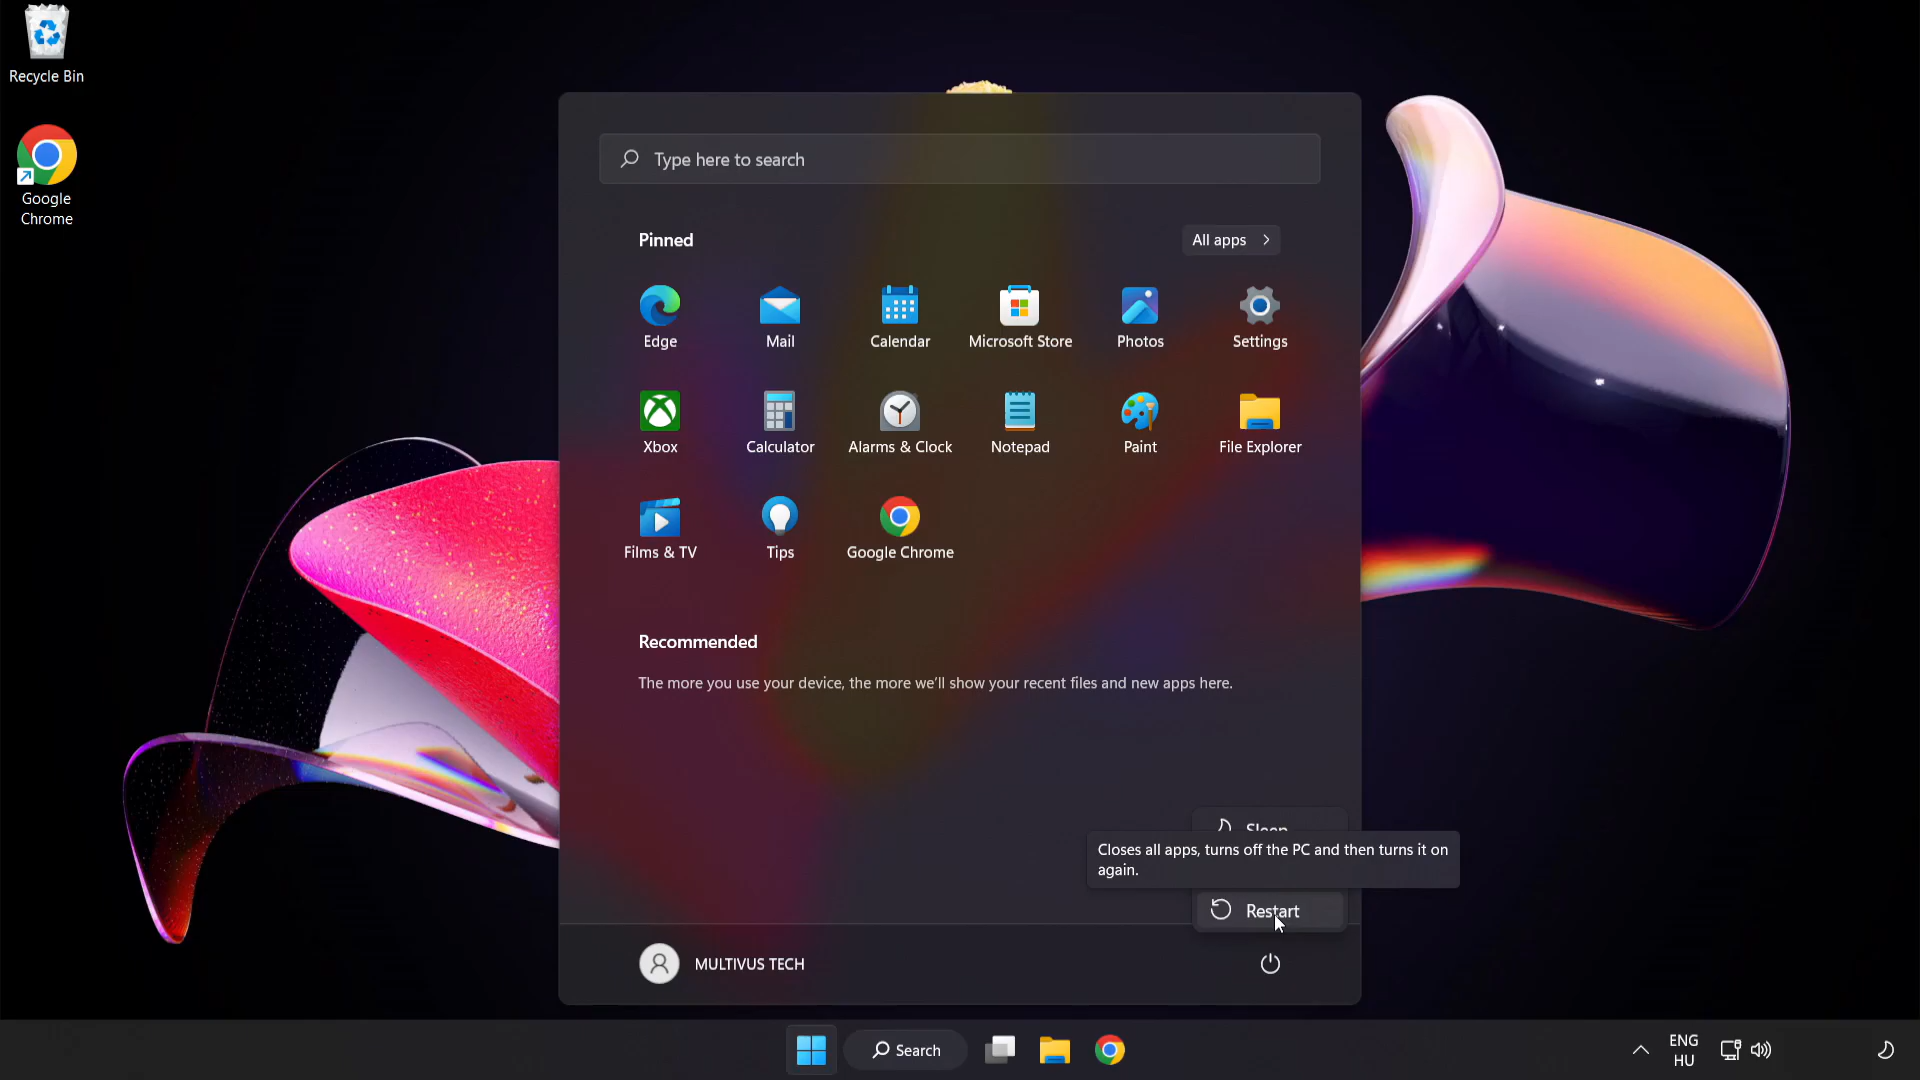 Recycle Bin
Google
Chrome
Type here to search
Pinned
All apps
Edge
Mail
Calendar
Microsoft Store
Photos
Settings
Xbox
Calculator
Alarms & Clock
Notepad
Paint
File Explorer
Films & TV
Tips
Google Chrome
Recommended
The more you use your device, the more we'll show your recent files and new apps here.
Sleep
Closes all apps, turns off the PC and then turns it on
again.
Restart
MULTIVUS TECH
Search
ENG
HU